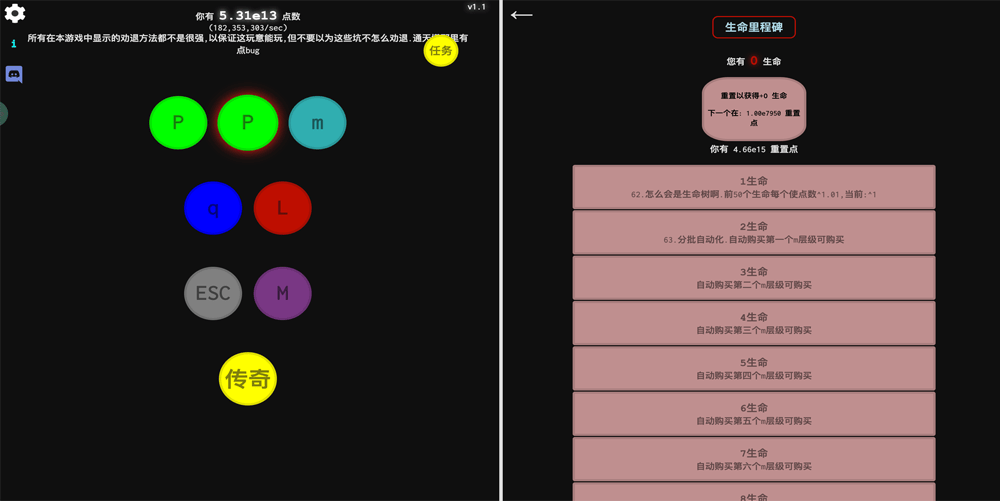 v1.1
你有 5.31e13 点数
(182,353,303/sec)
所有在本游戏中显示的劝退方法都不是很强,以保证这玩意能玩,但不要以为这些坑不怎么劝退.通无
里有
点bug
任务
i
P
P
m
q
L
ESC
M
传奇
←
生命里程碑
您有 0 生命
重置以获得+0 生命
下一个在: 1.00e7950 重置
点
你有 4.66e15 重置点
1生命
62.怎么会是生命树啊.前50个生命每个使点数^1.01,当前:^1
2生命
63.分批自动化.自动购买第一个m层级可购买
3生命
自动购买第二个m层级可购买
4生命
自动购买第三个m层级可购买
5生命
自动购买第四个m层级可购买
6生命
自动购买第五个m层级可购买
7生命
自动购买第六个m层级可购买
8生命